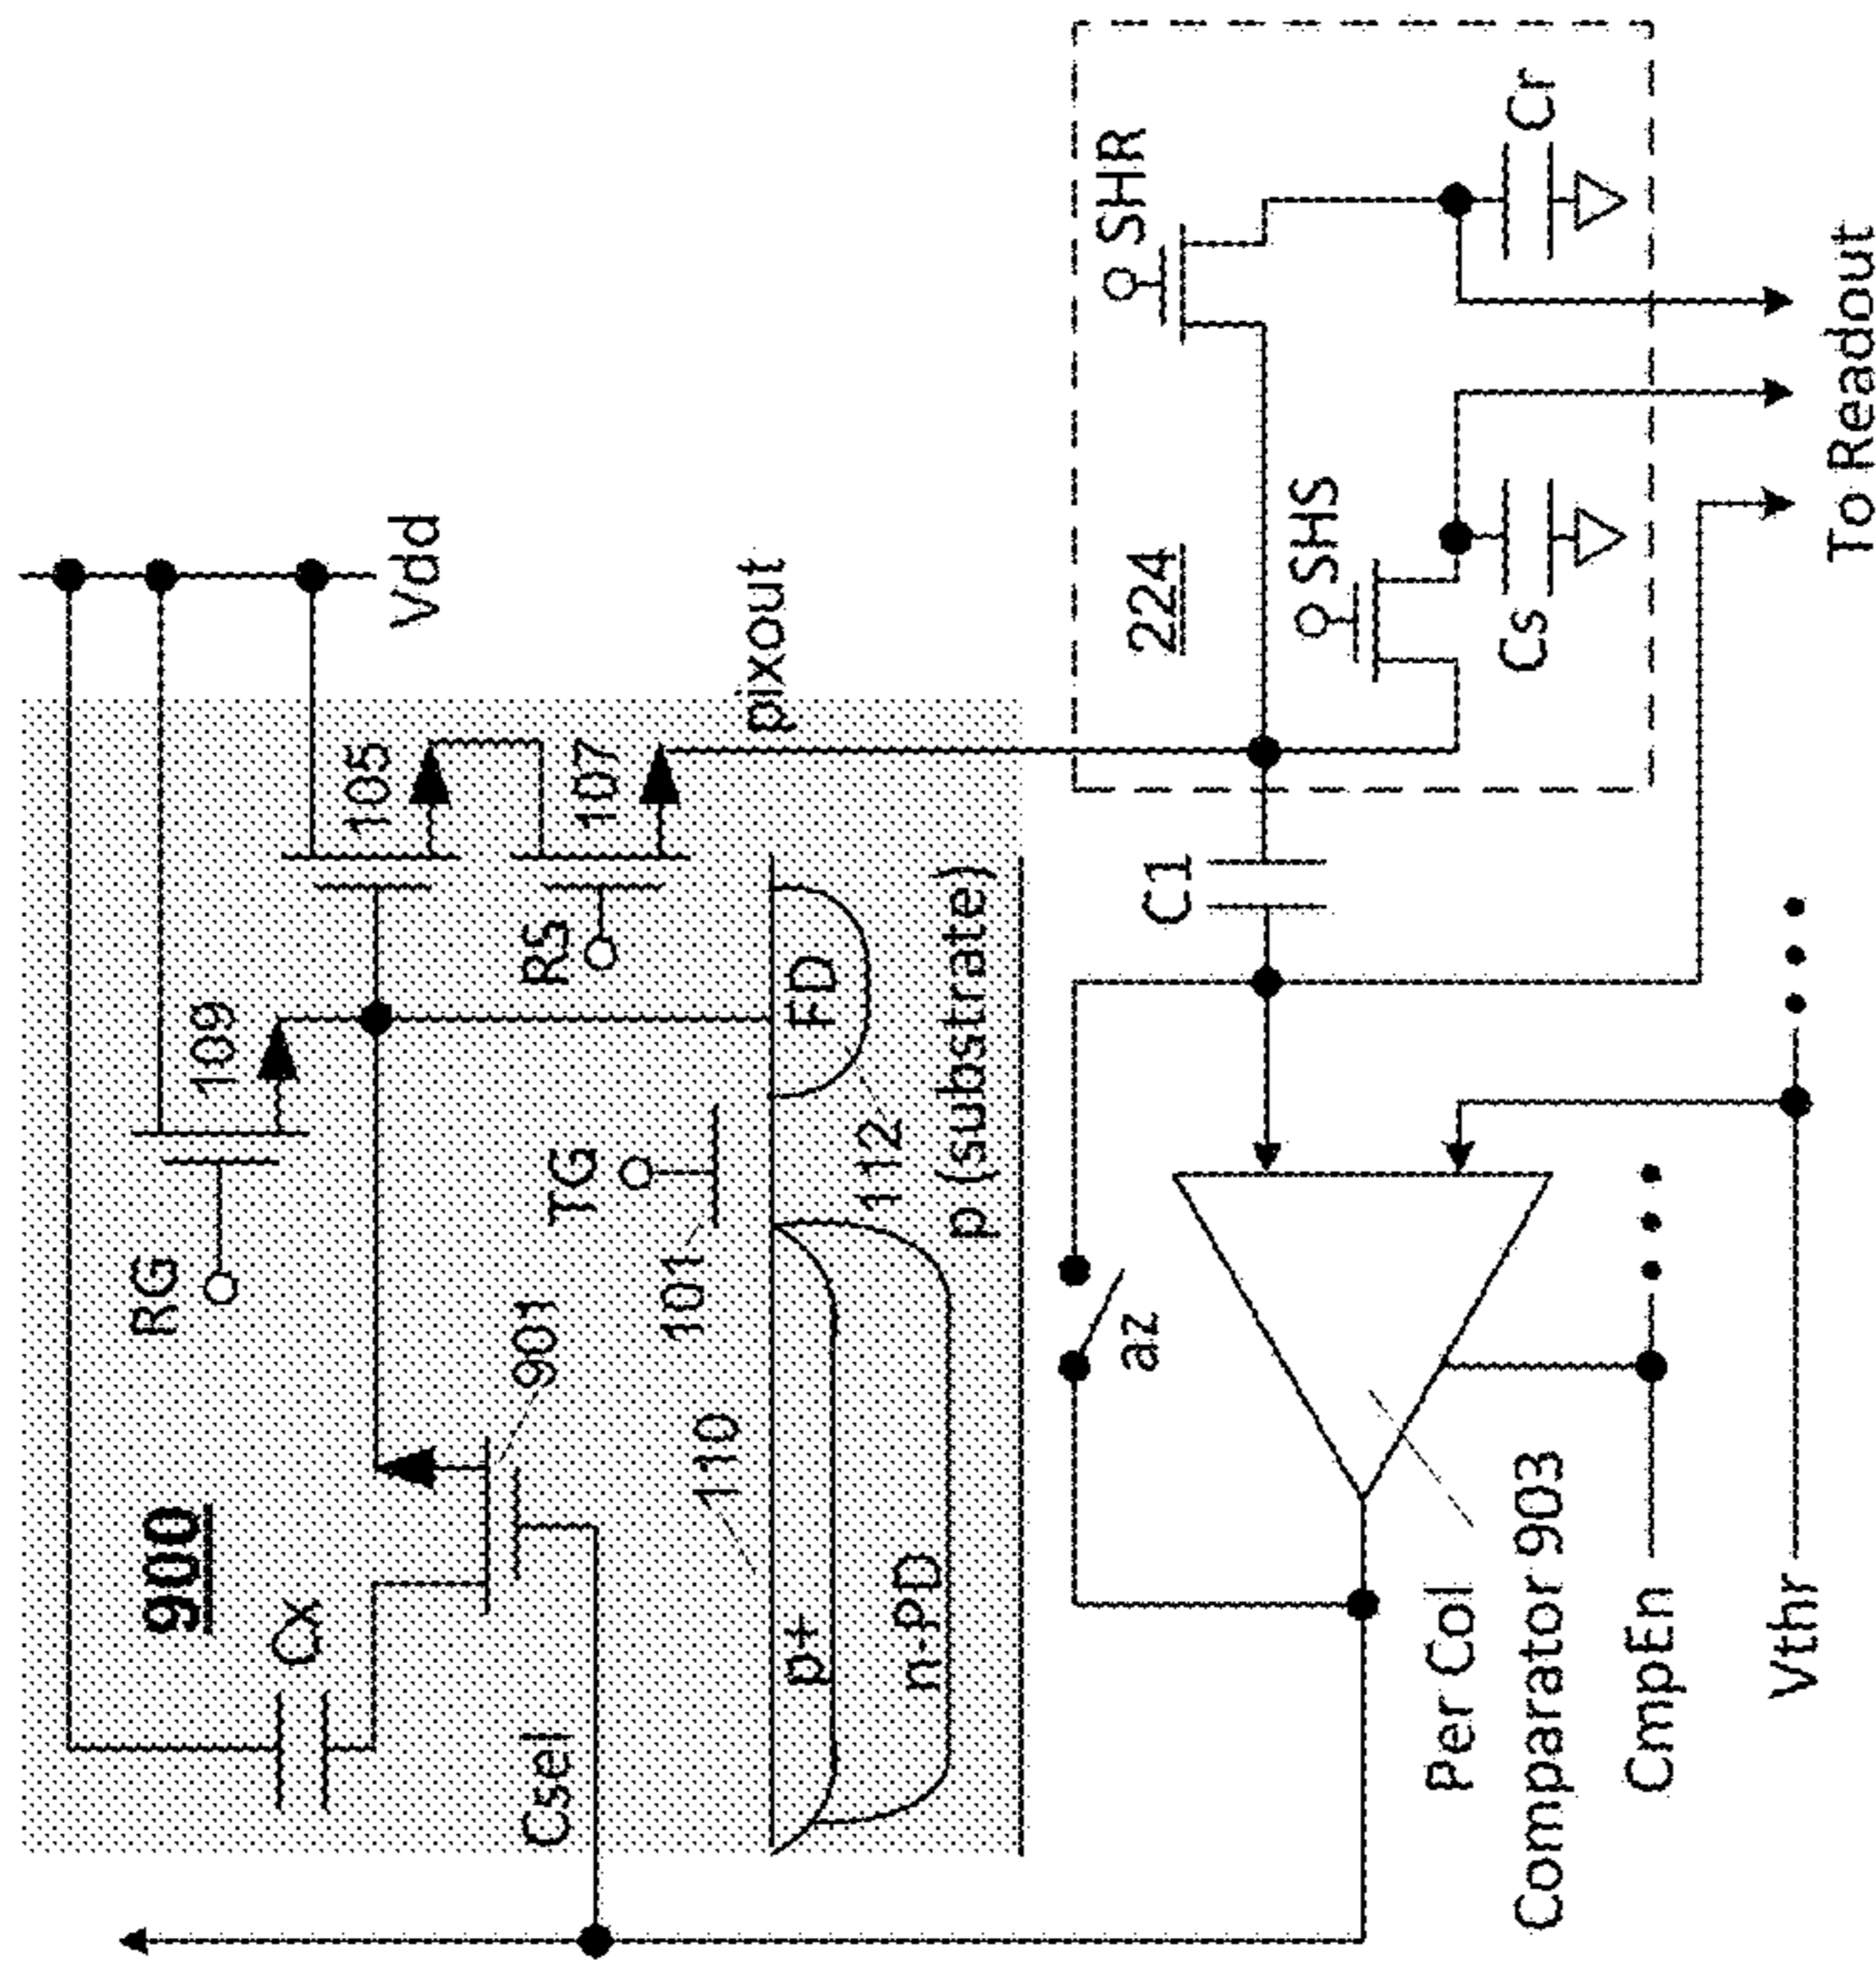 900
Cx
RG
109
Vdd
105
RS
107
pixout
901
Csel
TG
101
110
p+
n-PD
FD
112
p (substrate)
224
SHR
SHS
Cs
Cr
C1
az
Per Col
Comparator 903
CmpEn
Vthr
To Readout